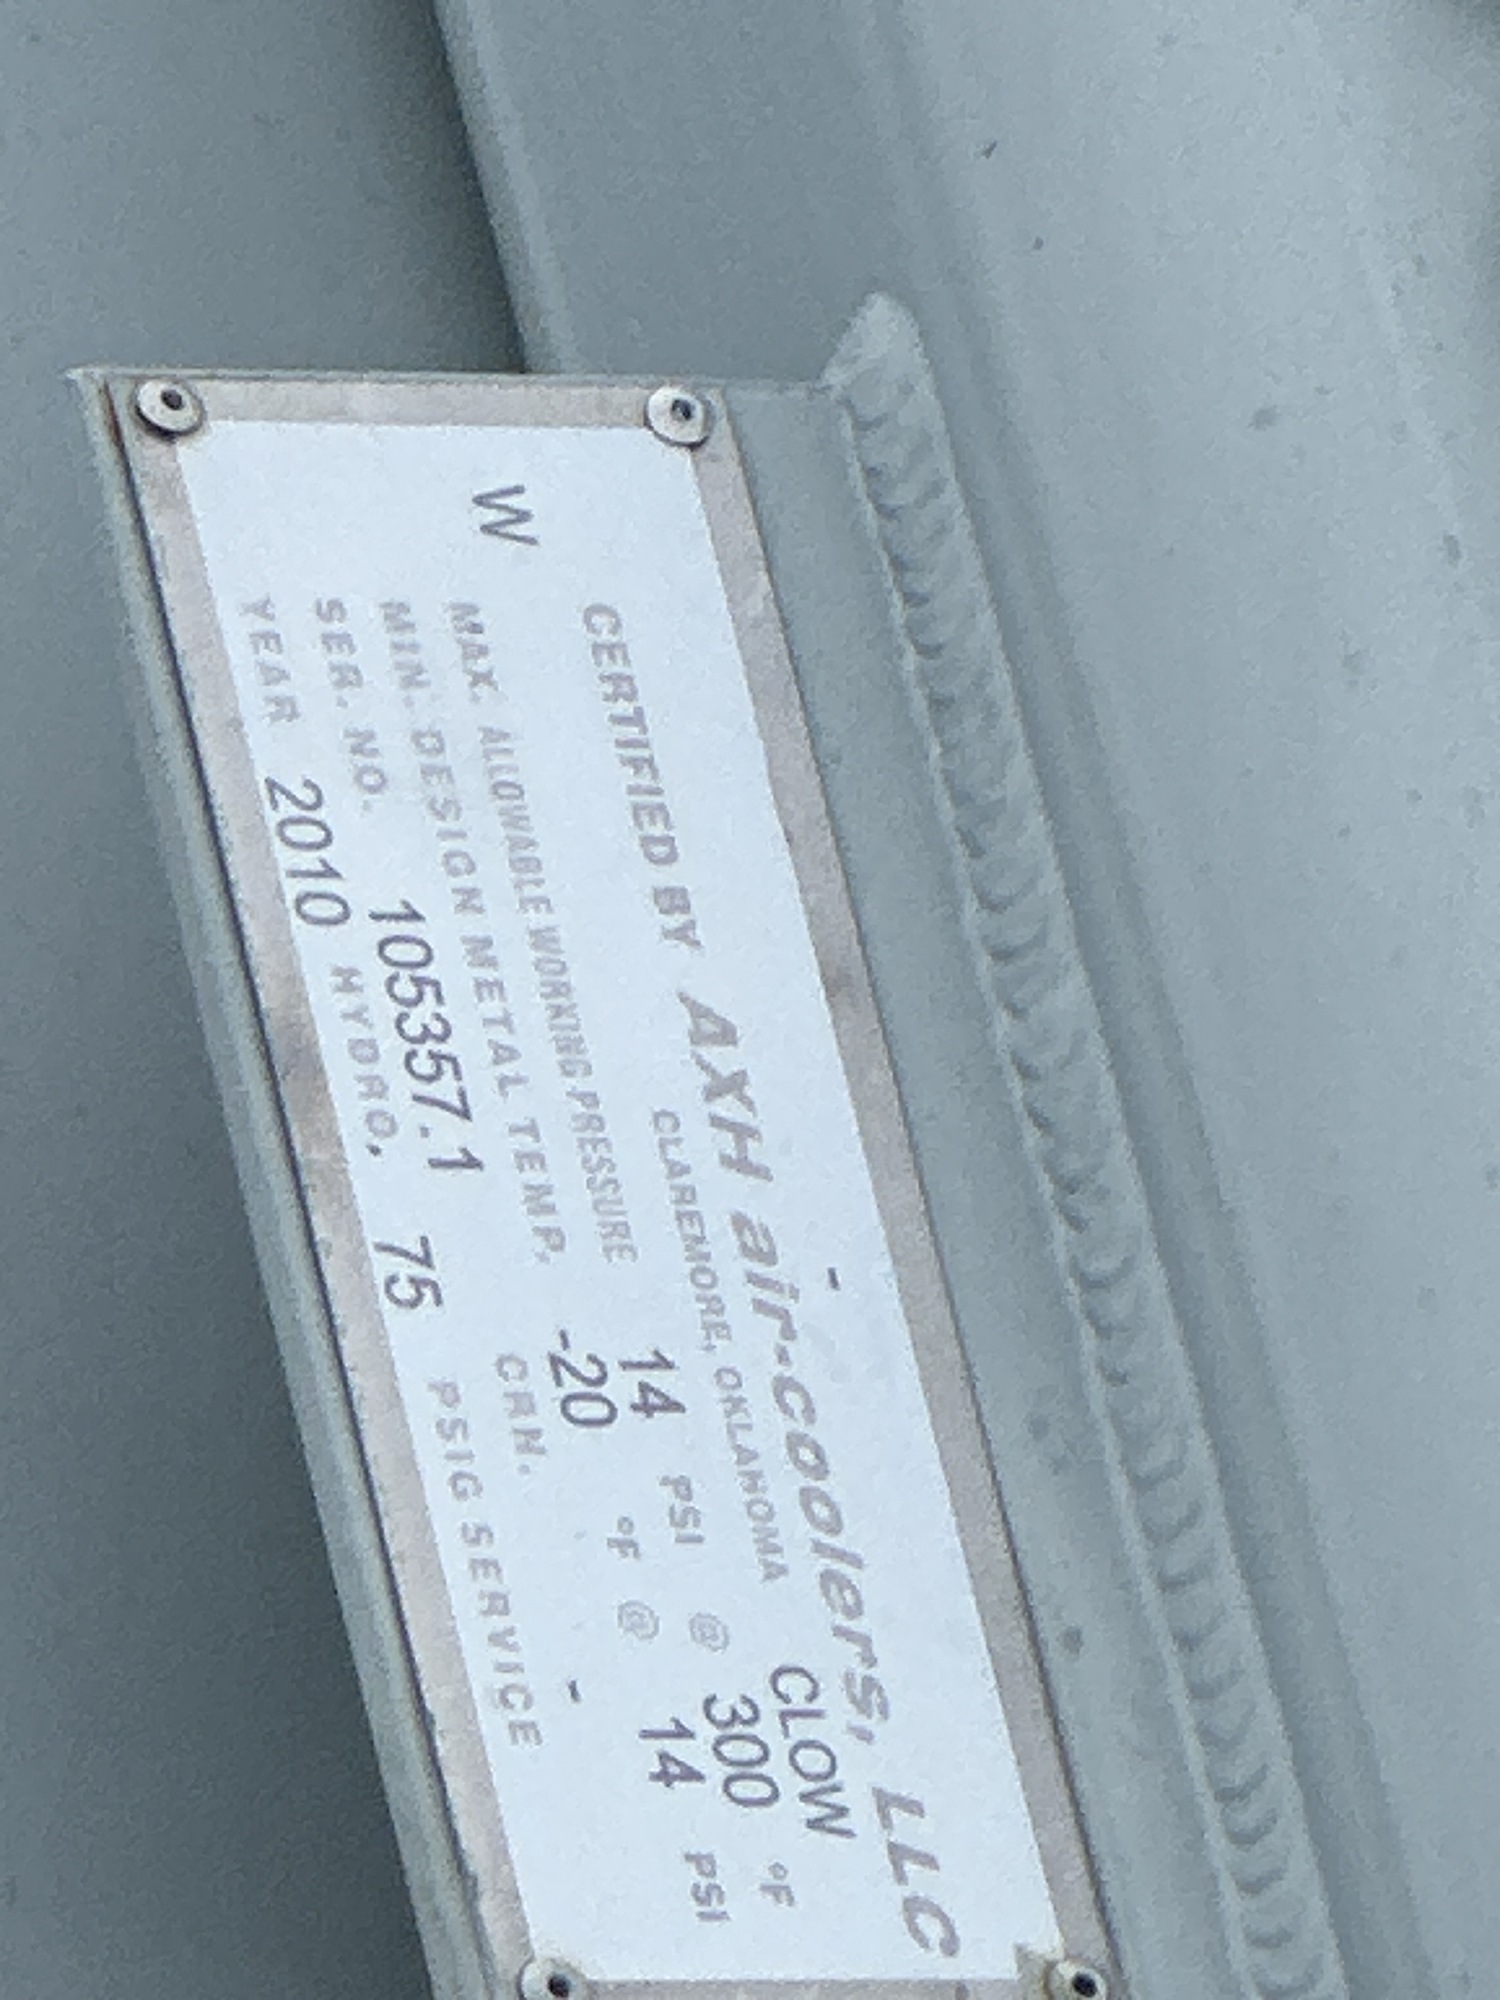 -
CERTIFIED BY AXH air-coolers, LLC
CLAREMORE, OKLAHOMA CLOW
W
MAX. ALLOWABLE WORKING PRESSURE 14 PSI @ 300 °F
MIN. DESIGN METAL TEMP. -20 °F @ 14 PSI
SER. NO. 105357.1 CRN. -
YEAR 2010 HYDRO. 75 PSIG SERVICE